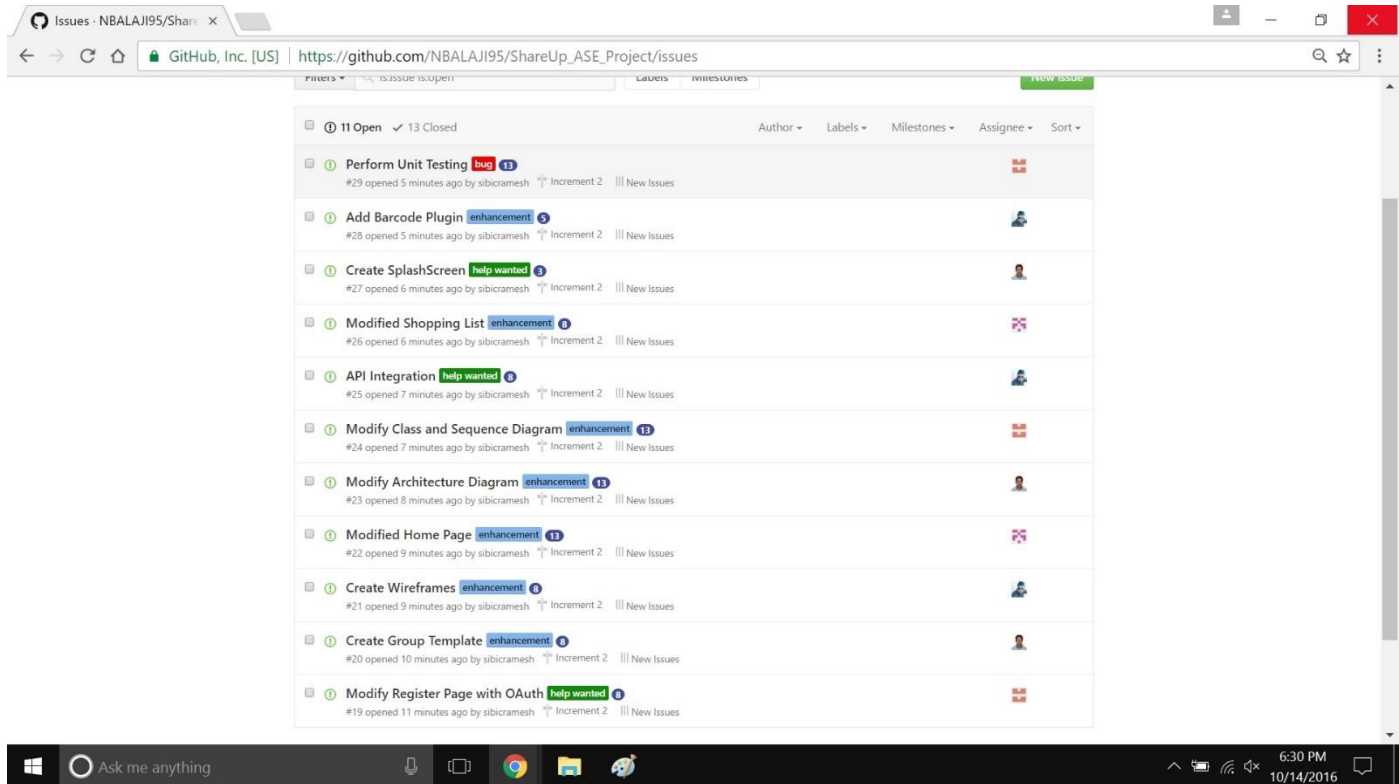 Issues · NBALAJI95/Share
GitHub, Inc. [US] https://github.com/NBALAJI95/ShareUp_ASE_Project/issues
Filters is:issue is:open Labels Milestones New issue
11 Open 13 Closed Author Labels Milestones Assignee Sort
Perform Unit Testing bug 13
#29 opened 5 minutes ago by sibicramesh Increment 2 New Issues
Add Barcode Plugin enhancement 5
#28 opened 5 minutes ago by sibicramesh Increment 2 New Issues
Create SplashScreen help wanted 3
#27 opened 6 minutes ago by sibicramesh Increment 2 New Issues
Modified Shopping List enhancement 8
#26 opened 6 minutes ago by sibicramesh Increment 2 New Issues
API Integration help wanted 8
#25 opened 7 minutes ago by sibicramesh Increment 2 New Issues
Modify Class and Sequence Diagram enhancement 13
#24 opened 7 minutes ago by sibicramesh Increment 2 New Issues
Modify Architecture Diagram enhancement 13
#23 opened 8 minutes ago by sibicramesh Increment 2 New Issues
Modified Home Page enhancement 13
#22 opened 9 minutes ago by sibicramesh Increment 2 New Issues
Create Wireframes enhancement 8
#21 opened 9 minutes ago by sibicramesh Increment 2 New Issues
Create Group Template enhancement 8
#20 opened 10 minutes ago by sibicramesh Increment 2 New Issues
Modify Register Page with OAuth help wanted 8
#19 opened 11 minutes ago by sibicramesh Increment 2 New Issues
Ask me anything
6:30 PM
10/14/2016